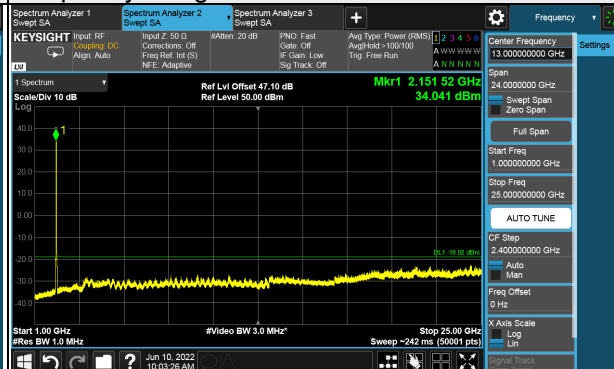 Spectrum Analyzer 1
Swept SA
Spectrum Analyzer 2
Swept SA
Spectrum Analyzer 3
Swept SA
Frequency
KEYSIGHT
Input: RF
Coupling: DC
Align: Auto
Input Z: 50 Ω
Corrections: Off
Freq Ref: Int (S)
NFE: Adaptive
#Atten: 20 dB
PNO: Fast
Gate: Off
IF Gain: Low
Sig Track: Off
Avg Type: Power (RMS)
Avg|Hold:>100/100
Trig: Free Run
1 2 3 4 5 6
A W W W W W
A N N N N N
LXI
1 Spectrum
Scale/Div 10 dB
Log
Ref Lvl Offset 47.10 dB
Ref Level 50.00 dBm
Mkr1 2.151 52 GHz
34.041 dBm
40.0
30.0
20.0
10.0
0.00
-10.0
-20.0
-30.0
-40.0
1
DL1 -19.02 dBm
Start 1.00 GHz
#Res BW 1.0 MHz
#Video BW 3.0 MHz*
Stop 25.00 GHz
Sweep ~242 ms (50001 pts)
Jun 10, 2022
10:03:26 AM
Center Frequency
13.000000000 GHz
Settings
Span
24.0000000 GHz
Swept Span
Zero Span
Full Span
Start Freq
1.000000000 GHz
Stop Freq
25.000000000 GHz
AUTO TUNE
CF Step
2.400000000 GHz
Auto
Man
Freq Offset
0 Hz
X Axis Scale
Log
Lin
Signal Track